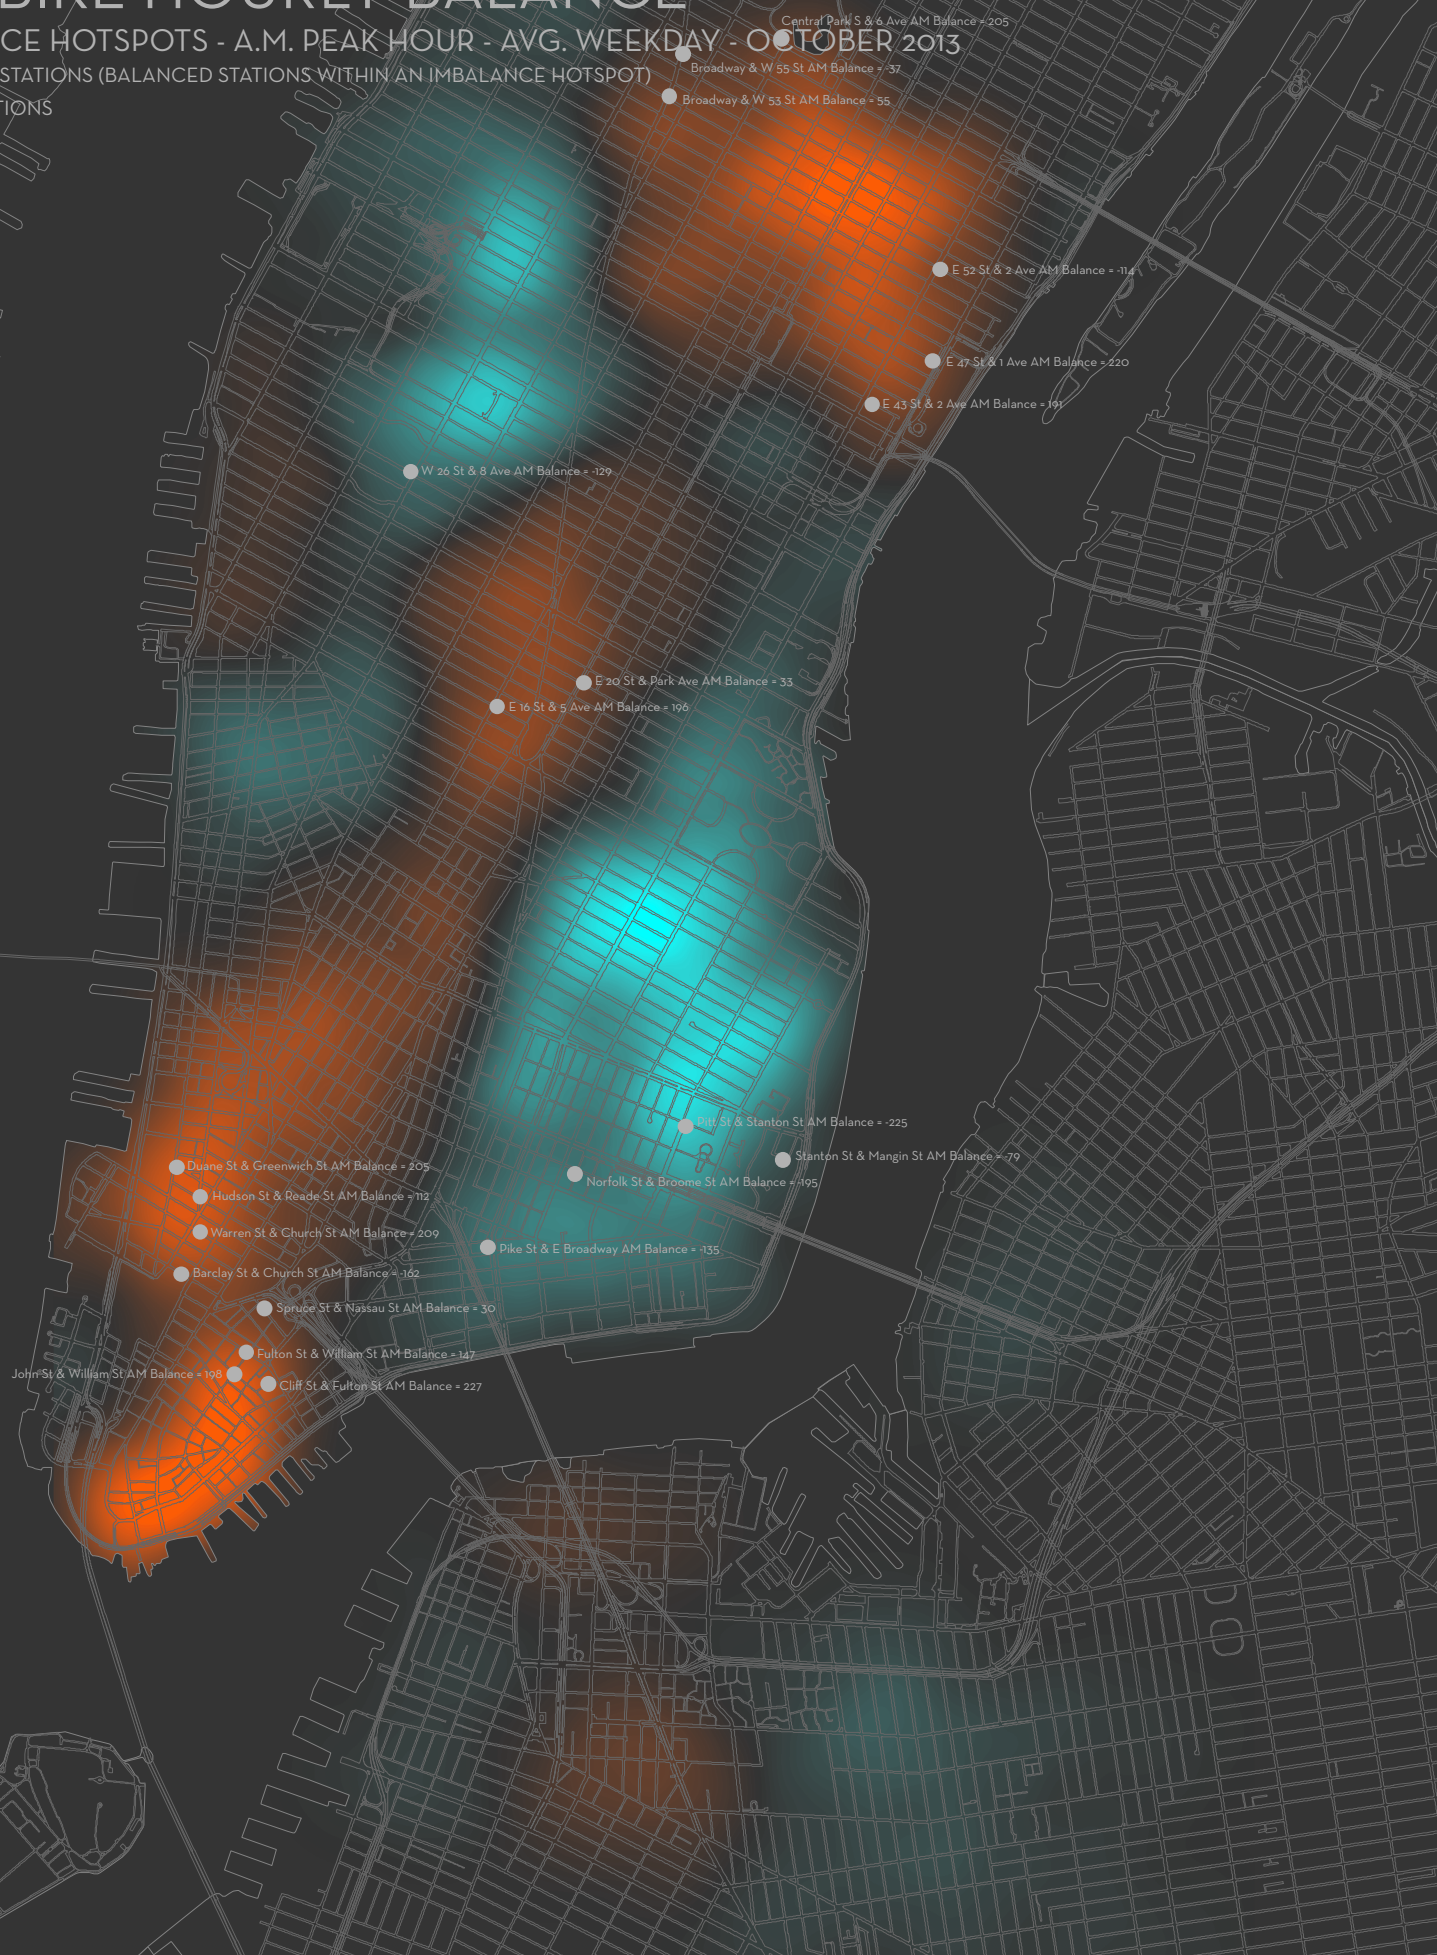 BIKE HOURLY BALANCE
Central Park S & 6 Ave AM Balance = 205
CE HOTSPOTS - A.M. PEAK HOUR - AVG. WEEKDAY - OCTOBER 2013
Broadway & W 55 St AM Balance = -37
STATIONS (BALANCED STATIONS WITHIN AN IMBALANCE HOTSPOT)
Broadway & W 53 St AM Balance = 55
TIONS
E 52 St & 2 Ave AM Balance = -114
E 47 St & 1 Ave AM Balance = 220
E 43 St & 2 Ave AM Balance = 191
W 26 St & 8 Ave AM Balance = -129
E 20 St & Park Ave AM Balance = 33
E 16 St & 5 Ave AM Balance = 196
Pitt St & Stanton St AM Balance = -225
Stanton St & Mangin St AM Balance = -79
Duane St & Greenwich St AM Balance = 205
Norfolk St & Broome St AM Balance = -195
Hudson St & Reade St AM Balance = 112
Warren St & Church St AM Balance = 209
Pike St & E Broadway AM Balance = -135
Barclay St & Church St AM Balance = -162
Spruce St & Nassau St AM Balance = 30
Fulton St & William St AM Balance = 147
John St & William St AM Balance = 198
Cliff St & Fulton St AM Balance = 227